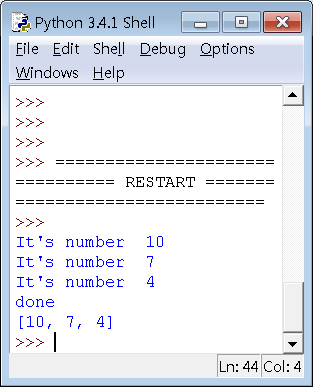 Python 3.4.1 Shell
File Edit Shell Debug Options
Windows Help
>>>
>>>
>>>
>>> ======================
========== RESTART =======
=========================
>>>
It's number  10
It's number  7
It's number  4
done
[10, 7, 4]
>>>
Ln: 44 Col: 4